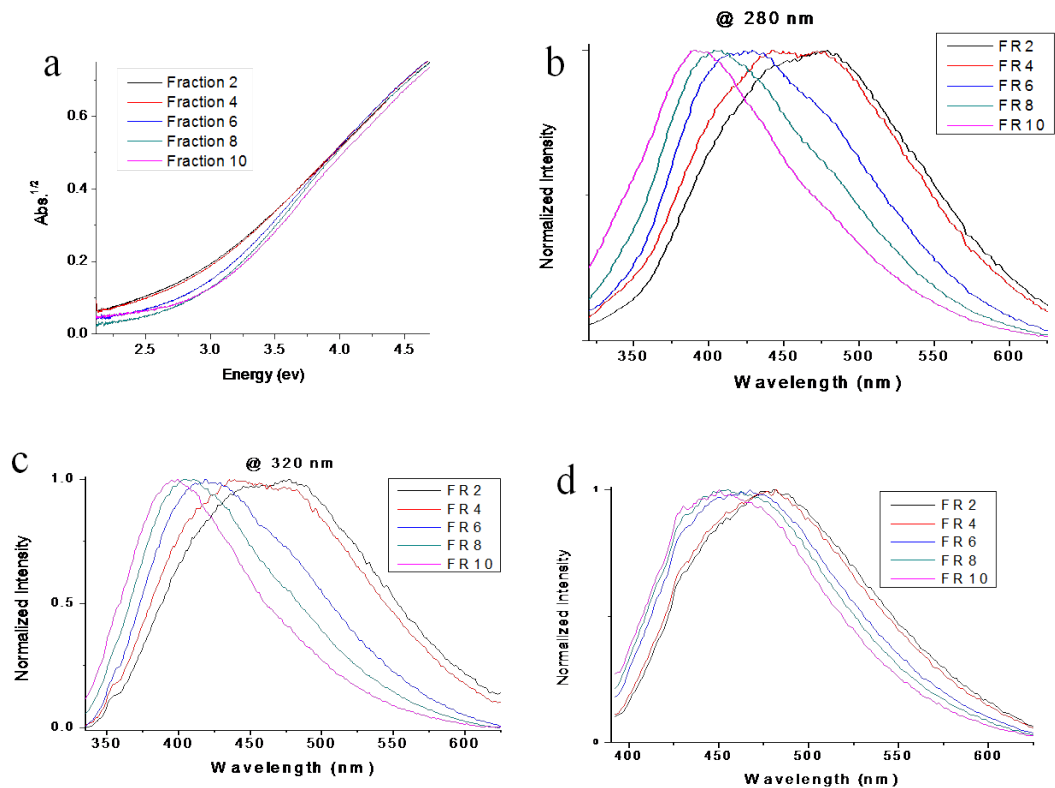 a
Fraction 2
Fraction 4
Fraction 6
Fraction 8
Fraction 10
0.6
0.4
0.2
0.0
Abs.1/2
2.5 3.0 3.5 4.0 4.5
Energy (ev)
@ 280 nm
b
FR 2
FR 4
FR 6
FR 8
FR 10
Normalized Intensity
350 400 450 500 550 600
Wavelength (nm)
c
@ 320 nm
FR 2
FR 4
FR 6
FR 8
FR 10
1.0
0.5
0.0
Normalized Intensity
350 400 450 500 550 600
Wavelength (nm)
d
FR 2
FR 4
FR 6
FR 8
FR 10
1
1
Normalized Intensity
400 450 500 550 600
Wavelength (nm)